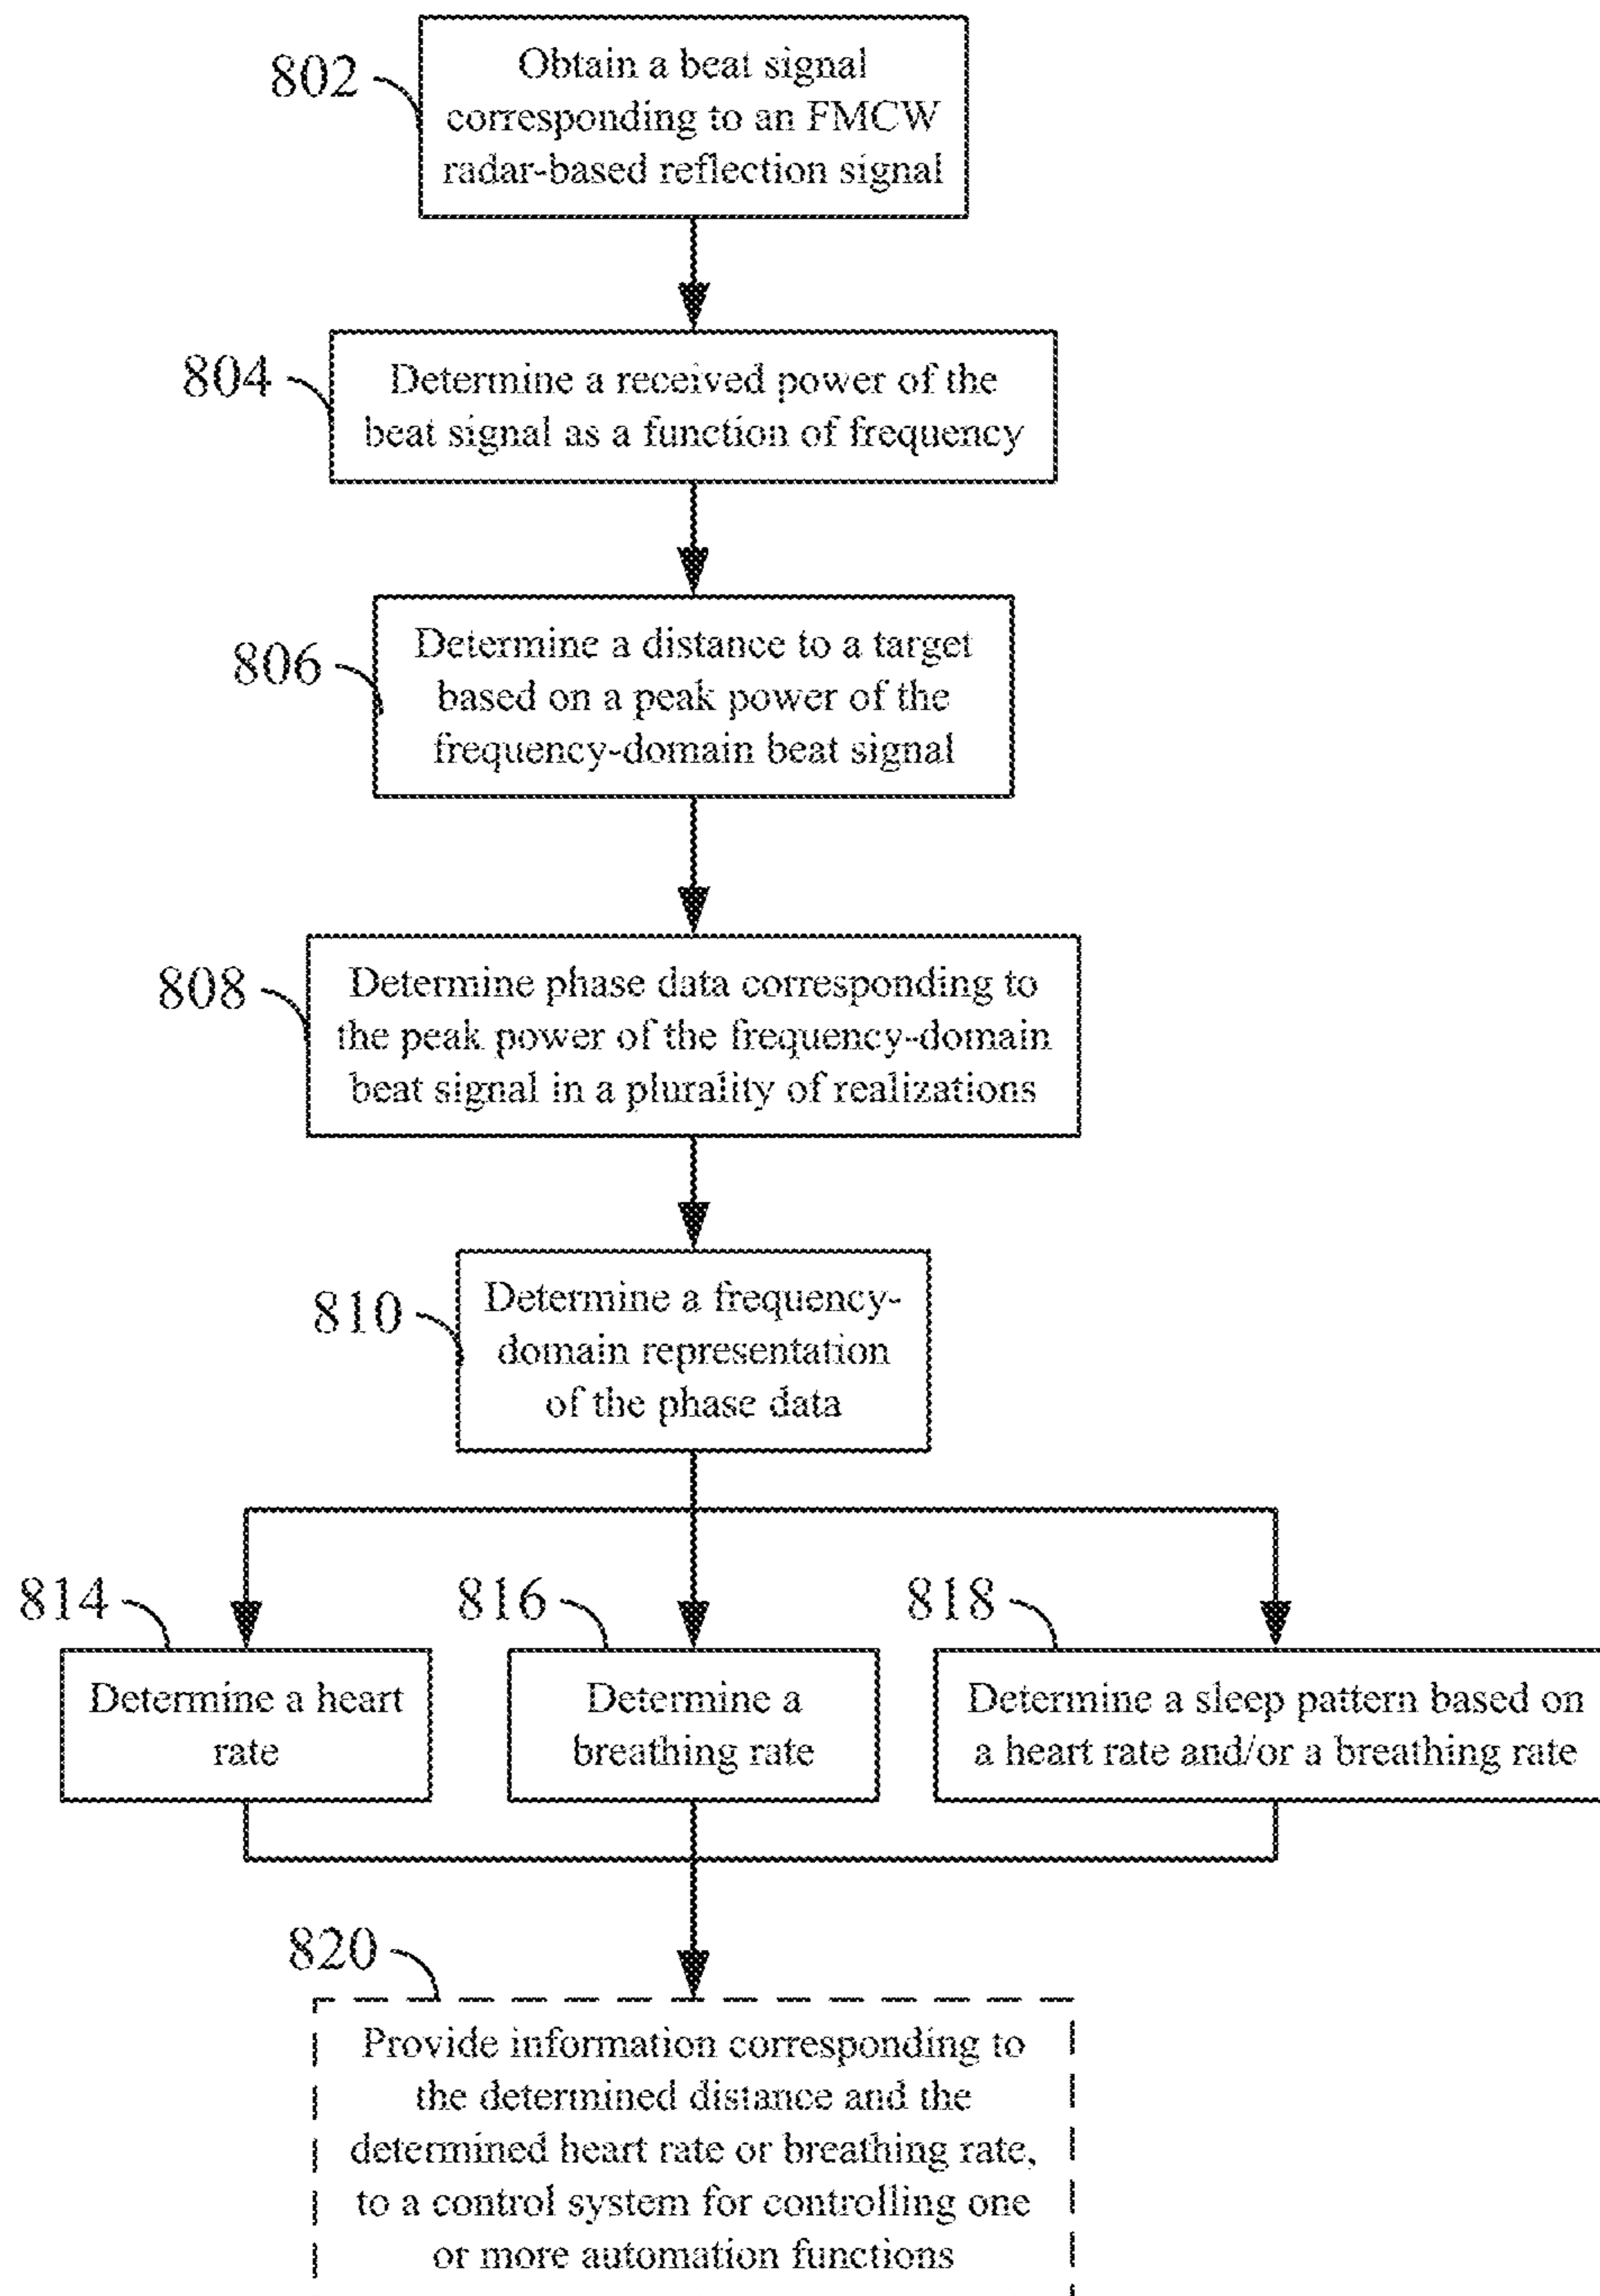 802
Obtain a beat signal
corresponding to an FMCW
radar-based reflection signal
804
Determine a received power of the
beat signal as a function of frequency
806
Determine a distance to a target
based on a peak power of the
frequency-domain beat signal
808
Determine phase data corresponding to
the peak power of the frequency-domain
beat signal in a plurality of realizations
810
Determine a frequency-
domain representation
of the phase data
814
Determine a heart
rate
816
Determine a
breathing rate
818
Determine a sleep pattern based on
a heart rate and/or a breathing rate
820
Provide information corresponding to
the determined distance and the
determined heart rate or breathing rate,
to a control system for controlling one
or more automation functions